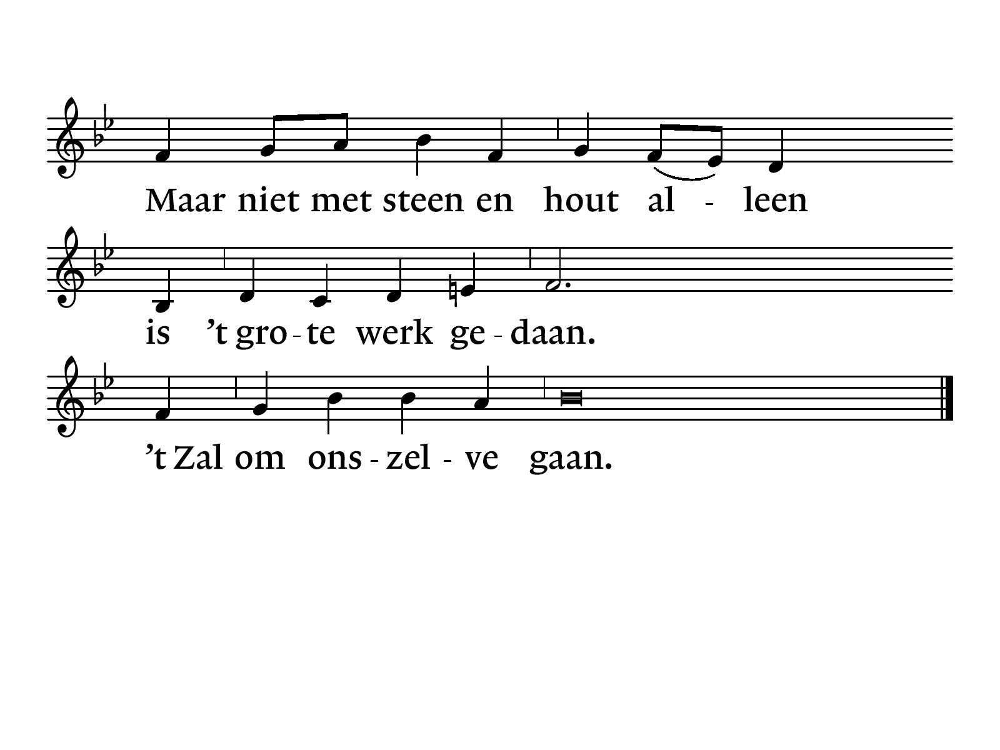 Maar niet met steen en hout al - leen
is ’t gro - te werk ge - daan.
’t Zal om ons - zel - ve gaan.